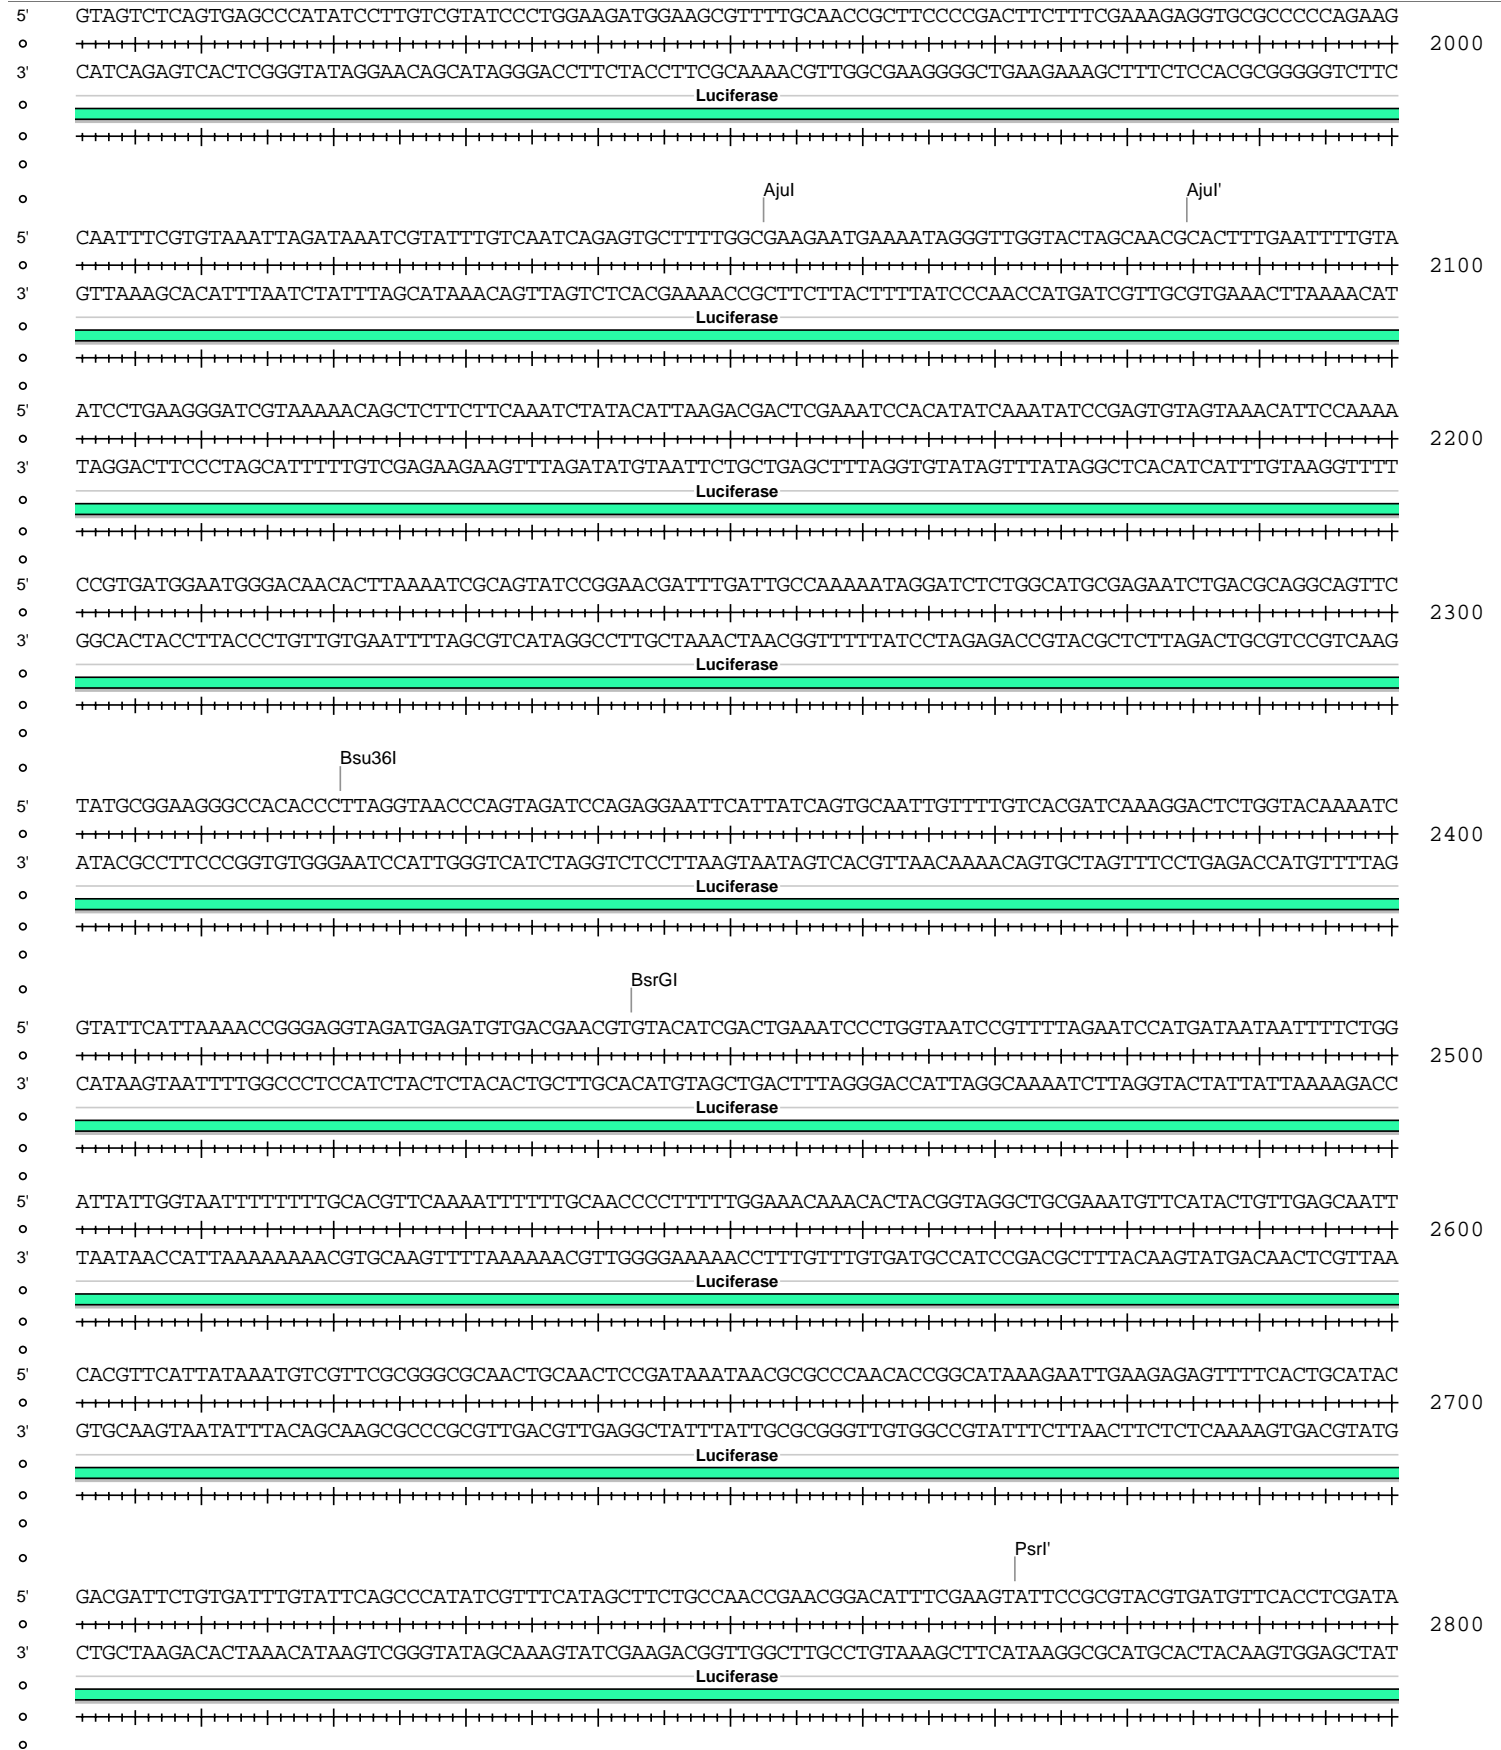 5' GTAGTCTCAGTGAGCCCATATCCTTGTCGTATCCCTGGAAGATGGAAGCGTTTTGCAACCGCTTCCCCGACTTCTTTCGAAAGAGGTGCGCCCCCAGAAG
2000
3' CATCAGAGTCACTCGGGTATAGGAACAGCATAGGGACCTTCTACCTTCGCAAAACGTTGGCGAAGGGGCTGAAGAAAGCTTTCTCCACGCGGGGGTCTTC
Luciferase
AjuI AjuI'
5' CAATTTCGTGTAAATTAGATAAATCGTATTTGTCAATCAGAGTGCTTTTGGCGAAGAATGAAAATAGGGTTGGTACTAGCAACGCACTTTGAATTTTGTA
2100
3' GTTAAAGCACATTTAATCTATTTAGCATAAACAGTTAGTCTCACGAAAACCGCTTCTTACTTTTATCCCAACCATGATCGTTGCGTGAAACTTAAAACAT
Luciferase
5' ATCCTGAAGGGATCGTAAAAACAGCTCTTCTTCAAATCTATACATTAAGACGACTCGAAATCCACATATCAAATATCCGAGTGTAGTAAACATTCCAAAA
2200
3' TAGGACTTCCCTAGCATTTTTGTCGAGAAGAAGTTTAGATATGTAATTCTGCTGAGCTTTAGGTGTATAGTTTATAGGCTCACATCATTTGTAAGGTTTT
Luciferase
5' CCGTGATGGAATGGGACAACACTTAAAATCGCAGTATCCGGAACGATTTGATTGCCAAAAATAGGATCTCTGGCATGCGAGAATCTGACGCAGGCAGTTC
2300
3' GGCACTACCTTACCCTGTTGTGAATTTTAGCGTCATAGGCCTTGCTAAACTAACGGTTTTTATCCTAGAGACCGTACGCTCTTAGACTGCGTCCGTCAAG
Luciferase
Bsu36I
5' TATGCGGAAGGGCCACACCCTTAGGTAACCCAGTAGATCCAGAGGAATTCATTATCAGTGCAATTGTTTTGTCACGATCAAAGGACTCTGGTACAAAATC
2400
3' ATACGCCTTCCCGGTGTGGGAATCCATTGGGTCATCTAGGTCTCCTTAAGTAATAGTCACGTTAACAAAACAGTGCTAGTTTCCTGAGACCATGTTTTAG
Luciferase
BsrGI
5' GTATTCATTAAAACCGGGAGGTAGATGAGATGTGACGAACGTGTACATCGACTGAAATCCCTGGTAATCCGTTTTAGAATCCATGATAATAATTTTCTGG
2500
3' CATAAGTAATTTTGGCCCTCCATCTACTCTACACTGCTTGCACATGTAGCTGACTTTAGGGACCATTAGGCAAAATCTTAGGTACTATTATTAAAAGACC
Luciferase
5' ATTATTGGTAATTTTTTTTGCACGTTCAAAATTTTTTGCAACCCCTTTTTGGAAACAAACACTACGGTAGGCTGCGAAATGTTCATACTGTTGAGCAATT
2600
3' TAATAACCATTAAAAAAAACGTGCAAGTTTTAAAAAACGTTGGGGAAAAACCTTTGTTTGTGATGCCATCCGACGCTTTACAAGTATGACAACTCGTTAA
Luciferase
5' CACGTTCATTATAAATGTCGTTCGCGGGCGCAACTGCAACTCCGATAAATAACGCGCCCAACACCGGCATAAAGAATTGAAGAGAGTTTTCACTGCATAC
2700
3' GTGCAAGTAATATTTACAGCAAGCGCCCGCGTTGACGTTGAGGCTATTTATTGCGCGGGTTGTGGCCGTATTTCTTAACTTCTCTCAAAAGTGACGTATG
Luciferase
PsrI'
5' GACGATTCTGTGATTTGTATTCAGCCCATATCGTTTCATAGCTTCTGCCAACCGAACGGACATTTCGAAGTATTCCGCGTACGTGATGTTCACCTCGATA
2800
3' CTGCTAAGACACTAAACATAAGTCGGGTATAGCAAAGTATCGAAGACGGTTGGCTTGCCTGTAAAGCTTCATAAGGCGCATGCACTACAAGTGGAGCTAT
Luciferase